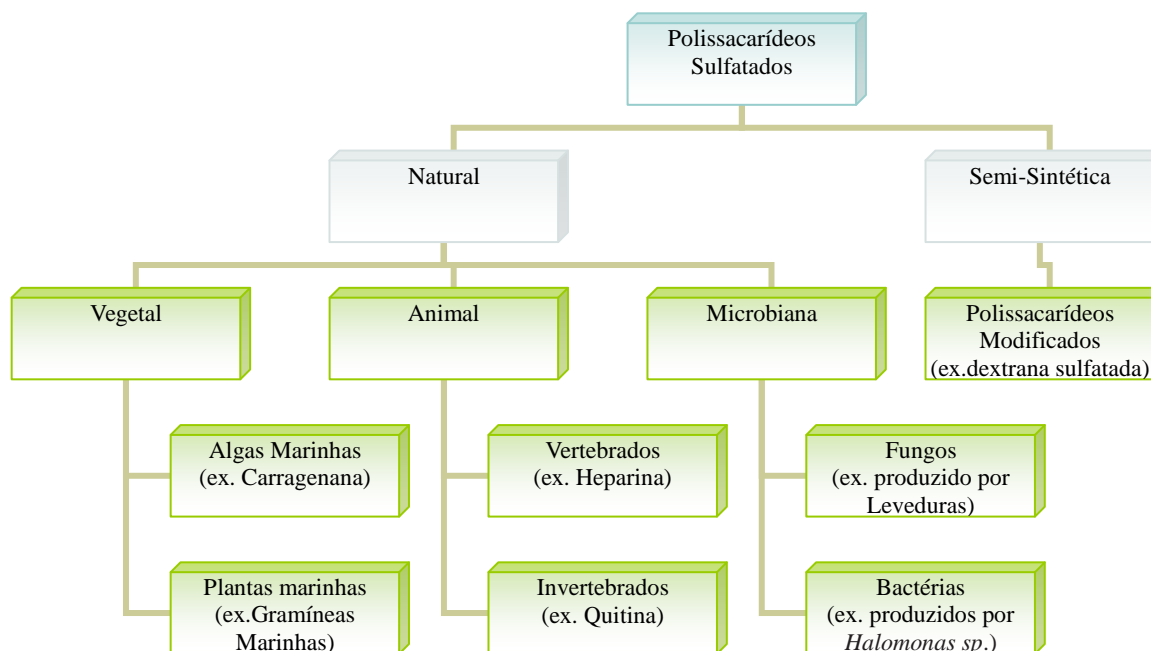 Polissacarídeos
Sulfatados
Natural
Semi-Sintética
Vegetal
Animal
Microbiana
Polissacarídeos
Modificados
(ex.dextrana sulfatada)
Algas Marinhas
(ex. Carragenana)
Vertebrados
(ex. Heparina)
Fungos
(ex. produzido por
Leveduras)
Plantas marinhas
(ex.Gramíneas
Marinhas)
Invertebrados
(ex. Quitina)
Bactérias
(ex. produzidos por
Halomonas sp.)